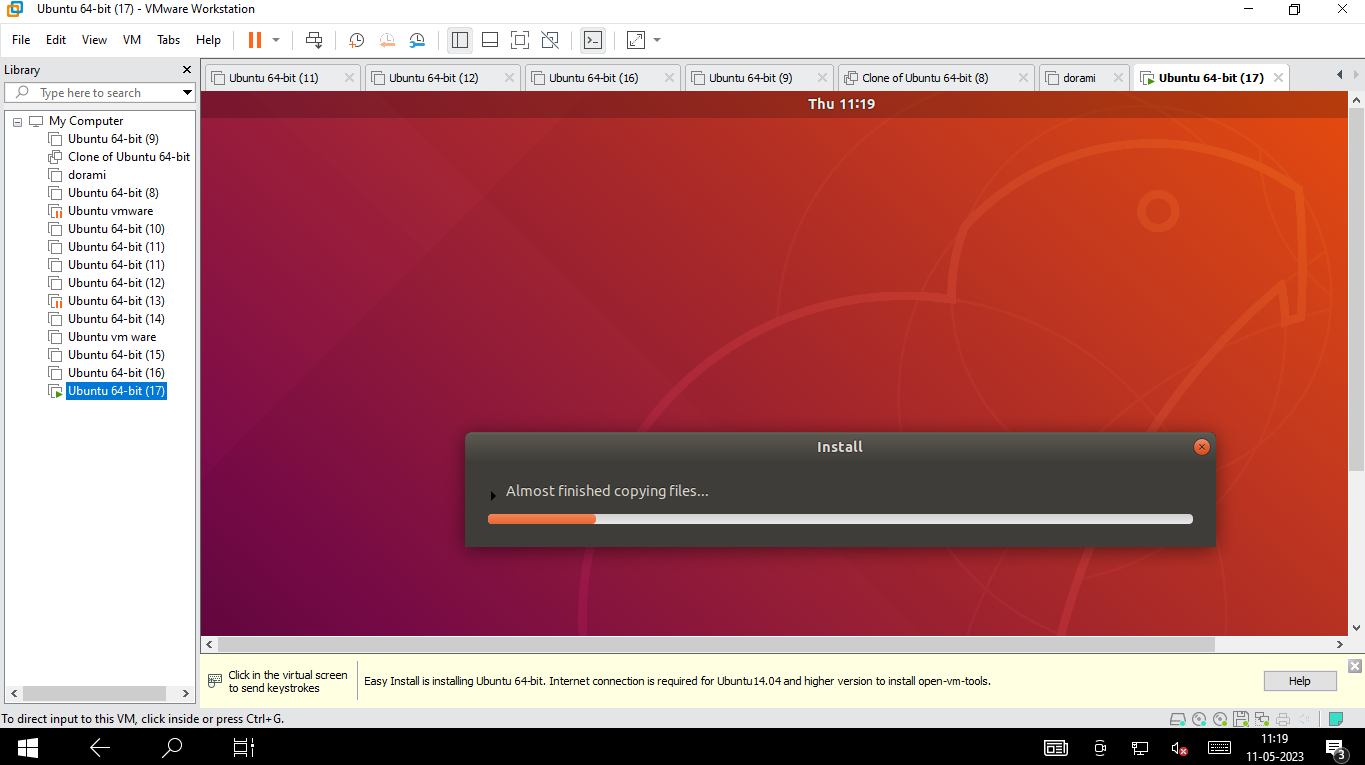 Ubuntu 64-bit (17) - VMware Workstation
File Edit View VM Tabs Help
Library
Type here to search
My Computer
Ubuntu 64-bit (9)
Clone of Ubuntu 64-bit
dorami
Ubuntu 64-bit (8)
Ubuntu vmware
Ubuntu 64-bit (10)
Ubuntu 64-bit (11)
Ubuntu 64-bit (11)
Ubuntu 64-bit (12)
Ubuntu 64-bit (13)
Ubuntu 64-bit (14)
Ubuntu vm ware
Ubuntu 64-bit (15)
Ubuntu 64-bit (16)
Ubuntu 64-bit (17)
Ubuntu 64-bit (11) Ubuntu 64-bit (12) Ubuntu 64-bit (16) Ubuntu 64-bit (9) Clone of Ubuntu 64-bit (8) dorami Ubuntu 64-bit (17)
Thu 11:19
Install
Almost finished copying files...
Click in the virtual screen
to send keystrokes
Easy Install is installing Ubuntu 64-bit. Internet connection is required for Ubuntu14.04 and higher version to install open-vm-tools.
Help
To direct input to this VM, click inside or press Ctrl+G.
11:19
11-05-2023
3